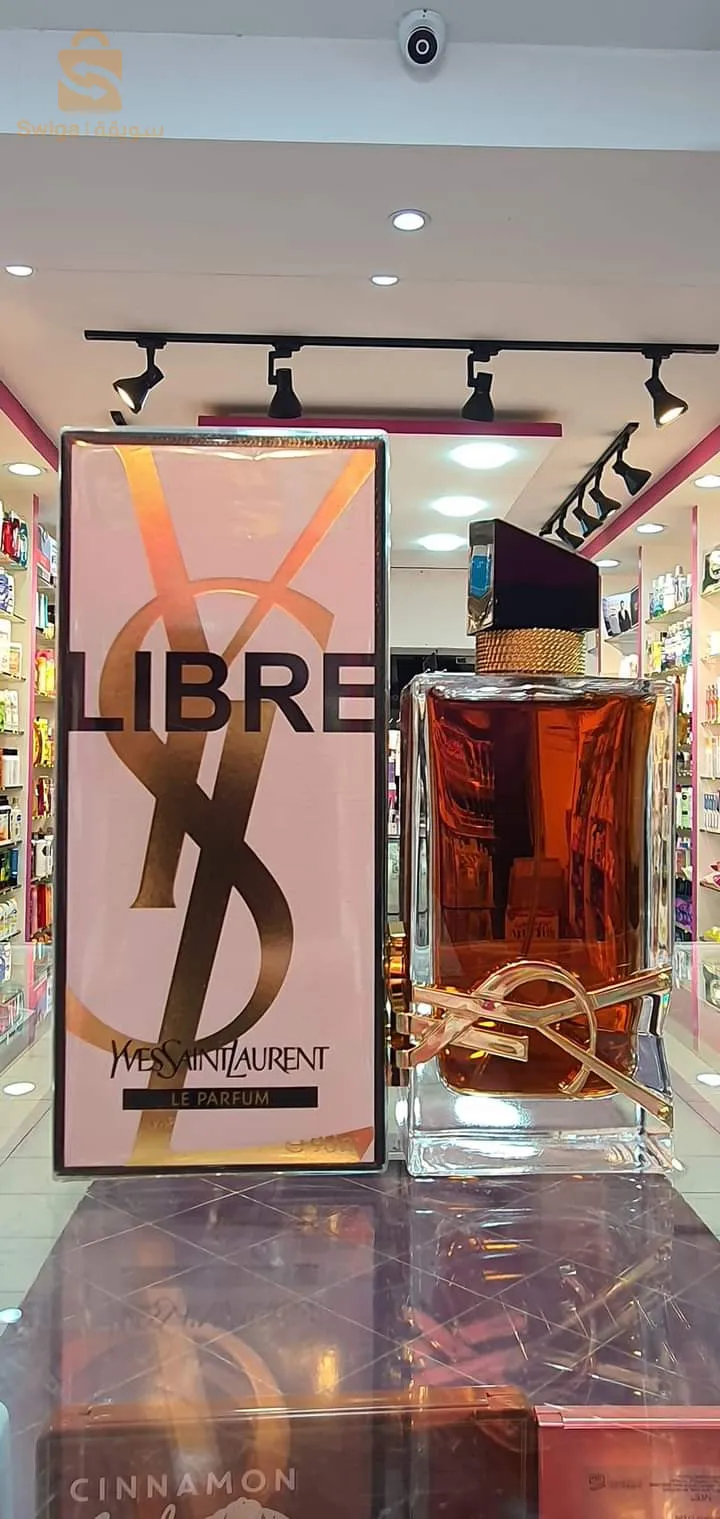 Swiqa | سويقة
LIBRE
YVES SAINT LAURENT
LE PARFUM
CINNAMON